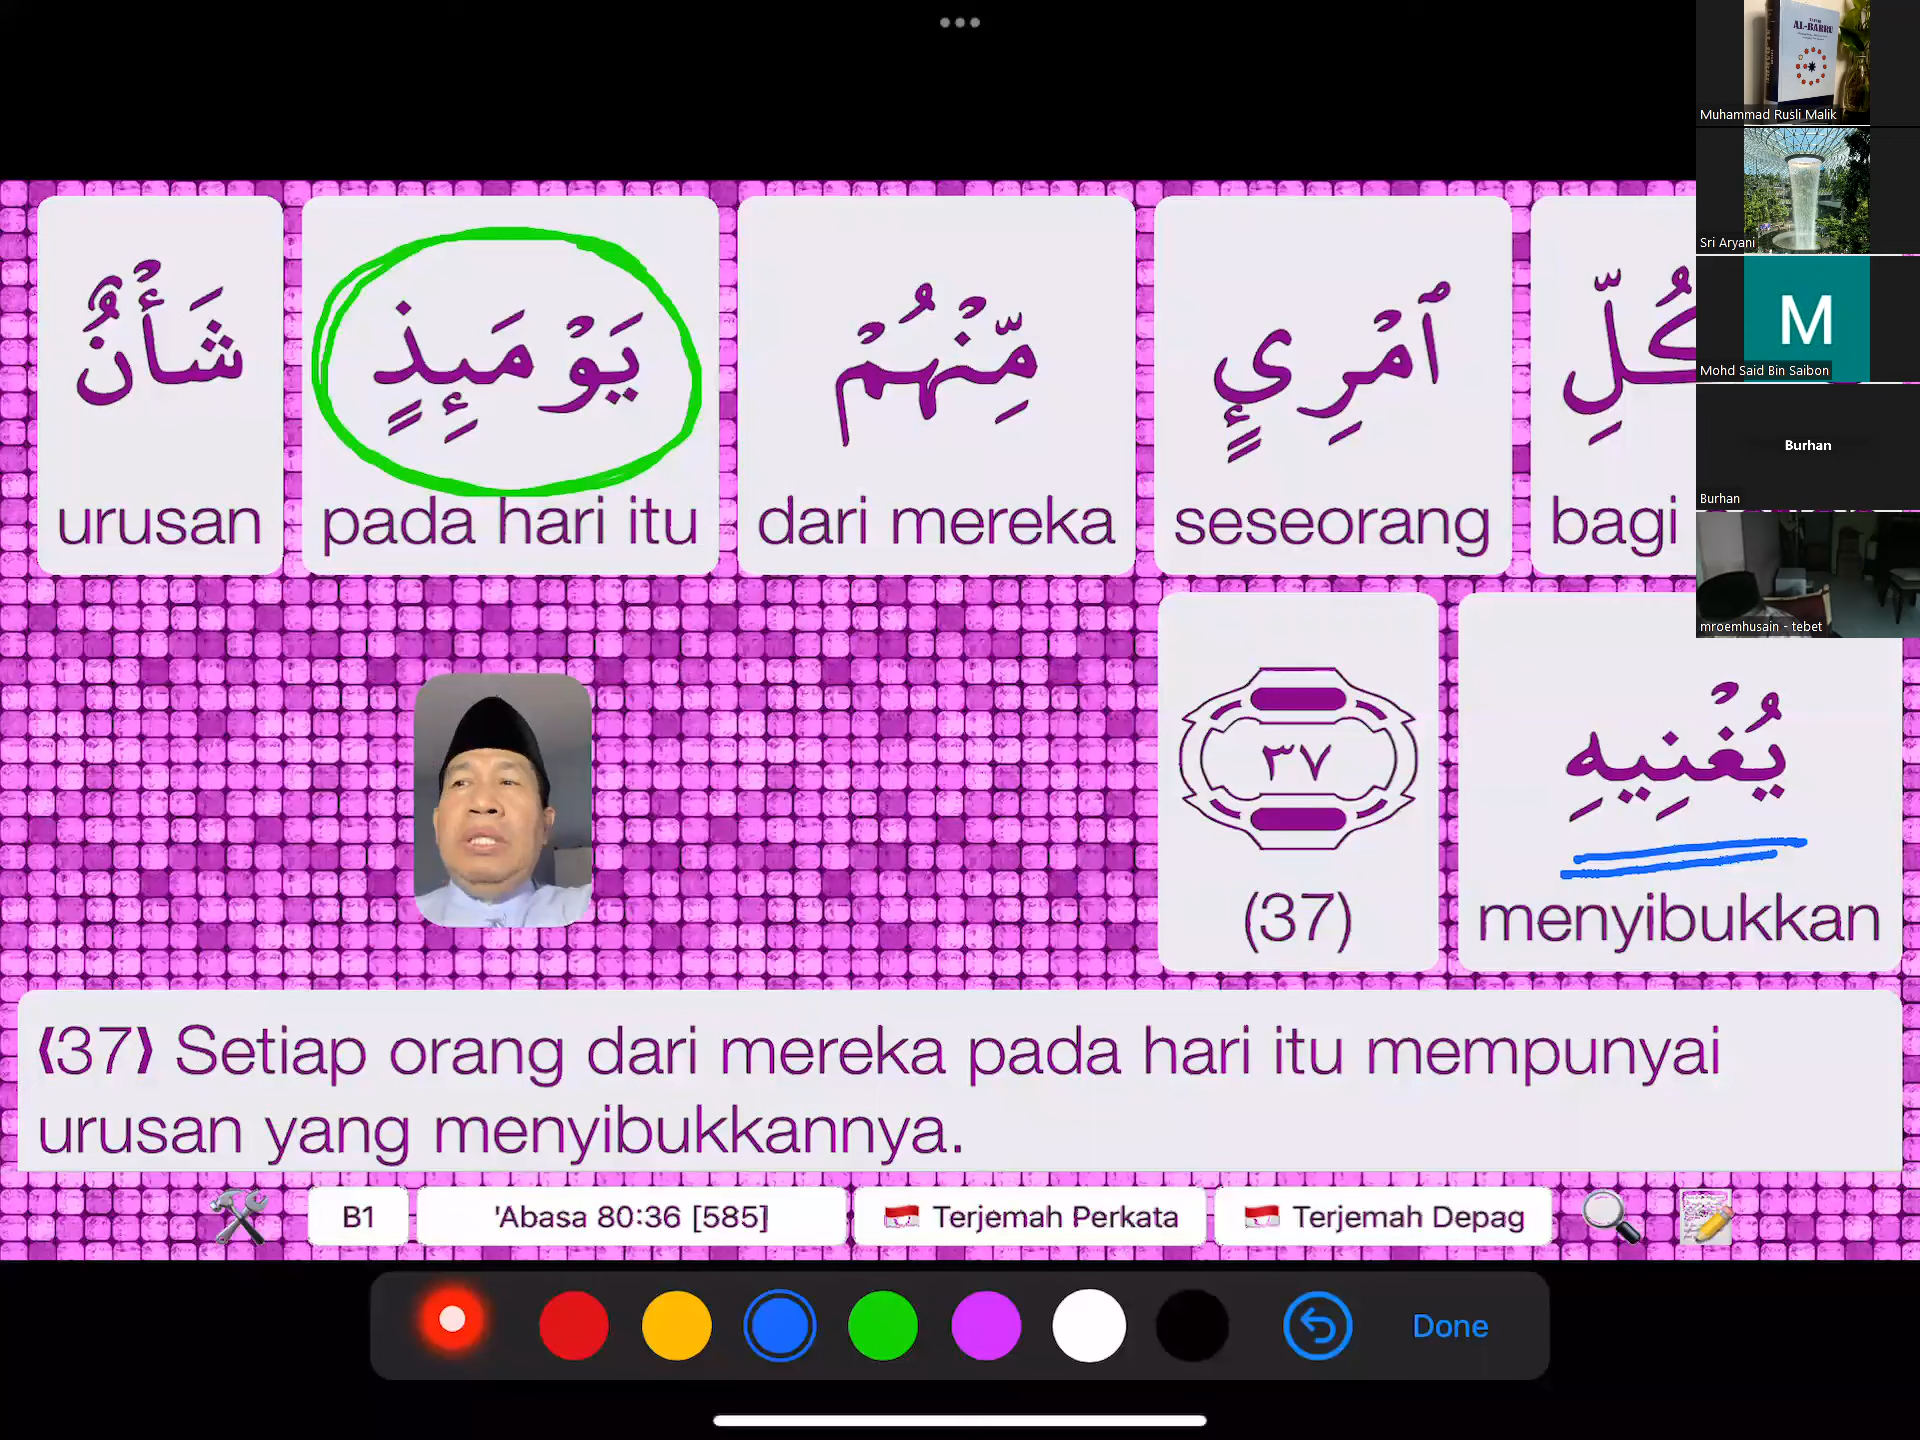 كُلِّ ٱمْرِئٍ مِّنْهُمْ يَوْمَئِذٍ شَأْنٌ
bagi seseorang dari mereka pada hari itu urusan
يُغْنِيهِ ٣٧
menyibukkan (37)
⟨37⟩ Setiap orang dari mereka pada hari itu mempunyai
urusan yang menyibukkannya.
B1 'Abasa 80:36 [585] Terjemah Perkata Terjemah Depag
Done
AL-BARRU
Muhammad Rusli Malik
Sri Aryani
M
Mohd Said Bin Saibon
Burhan
Burhan
mroemhusain - tebet